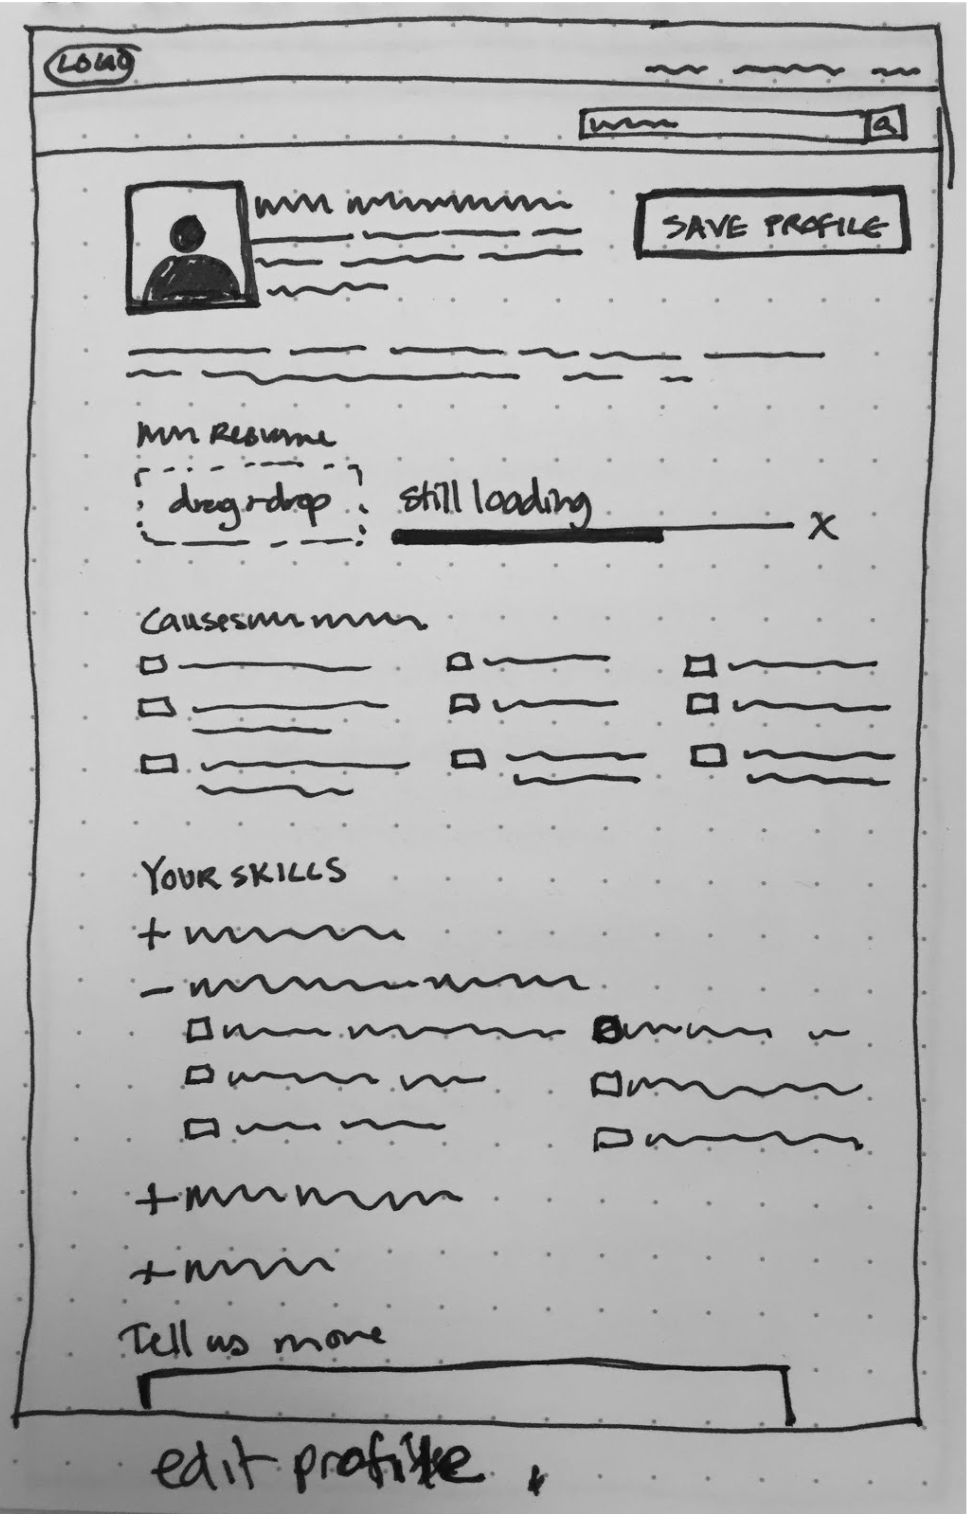 LOGO
SAVE PROFILE
Resume
drag + drop
Still loading
X
Causes
YOUR SKILLS
+
-
+
+
Tell us more
edit profile